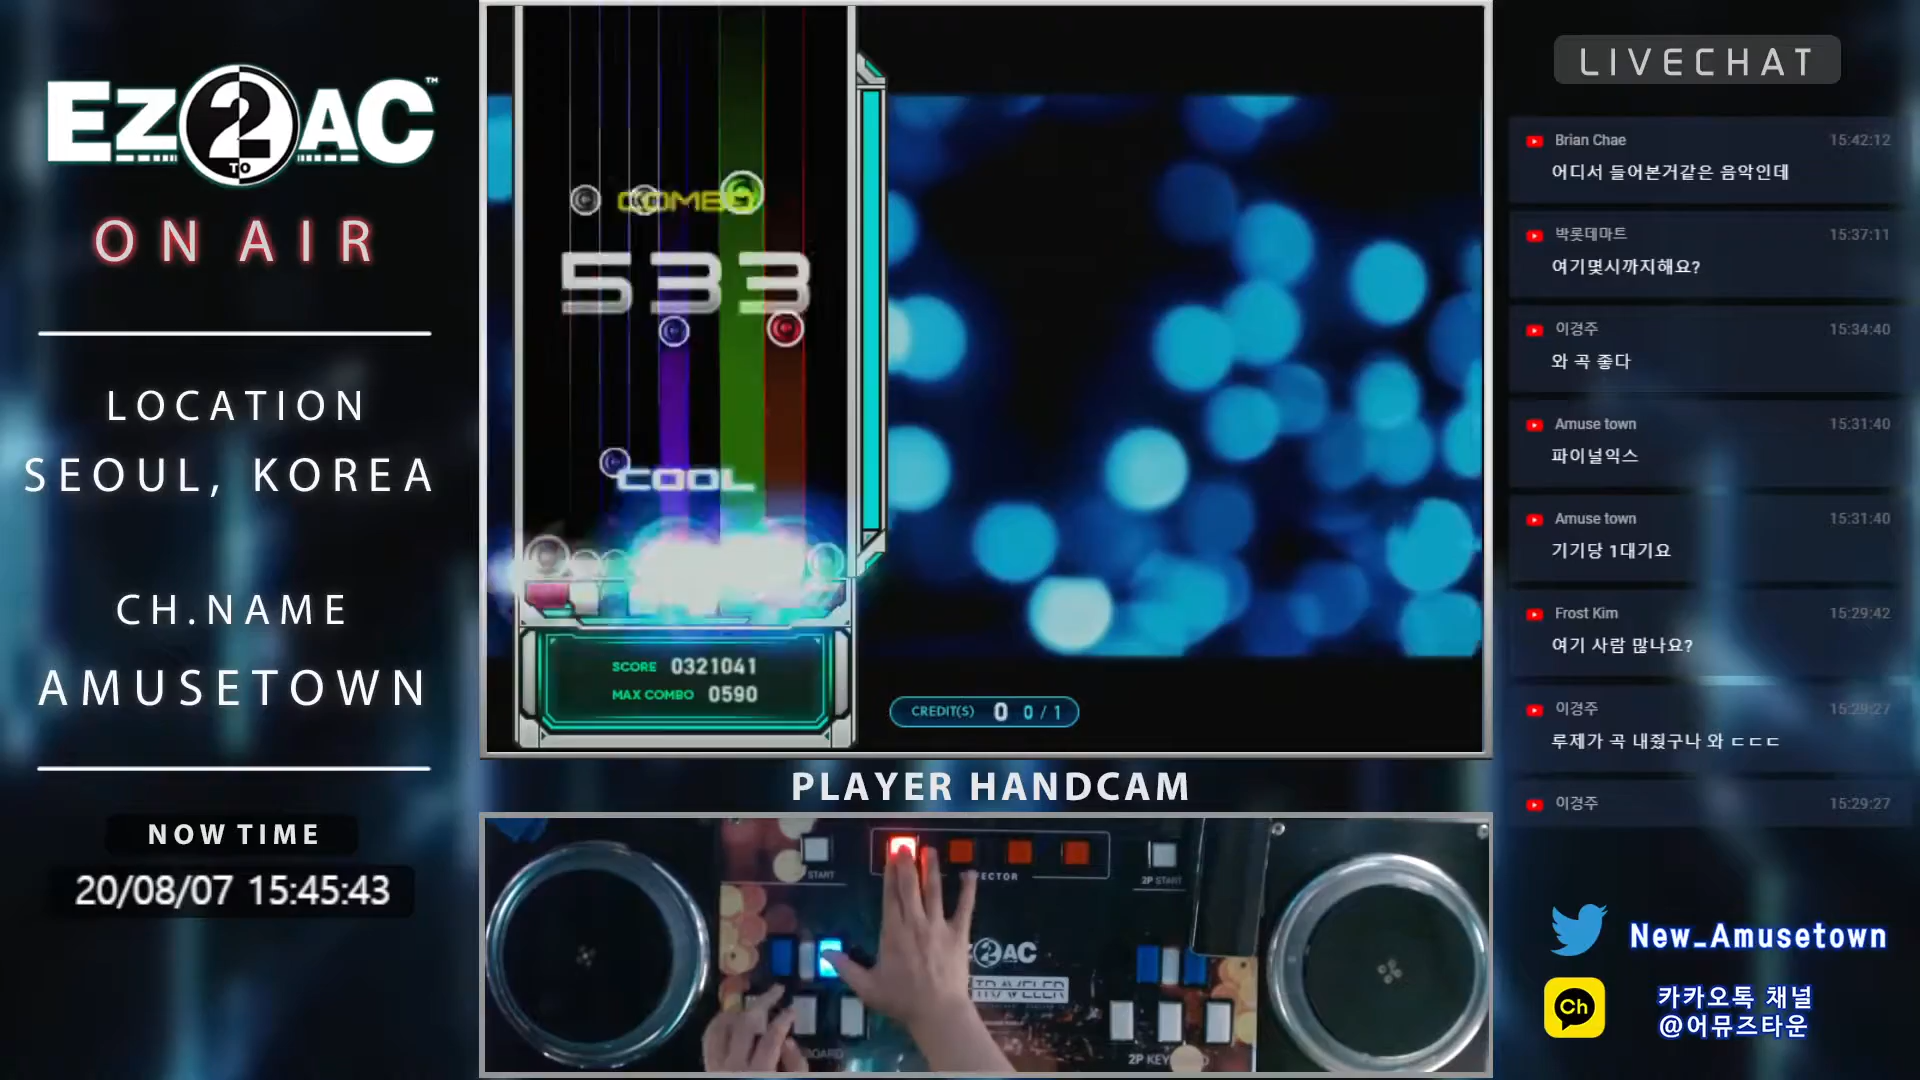 EZ2AC™
TO
ON AIR
LOCATION
SEOUL, KOREA
CH.NAME
AMUSETOWN
NOW TIME
20/08/07 15:45:43
COMBO
533
COOL
SCORE 0321041
MAX COMBO 0590
CREDIT(S) 0 0 / 1
PLAYER HANDCAM
START
2P START
AC
TRAVELER
LIVECHAT
Brian Chae 15:42:12
어디서 들어본거같은 음악인데
박롯데마트 15:37:11
여기몇시까지해요?
이경주 15:34:40
와 곡 좋다
Amuse town 15:31:40
파이널익스
Amuse town 15:31:40
기기당 1대기요
Frost Kim 15:29:42
여기 사람 많나요?
이경주 15:29:27
루제가 곡 내줬구나 와 ㄷㄷㄷ
이경주 15:29:27
New_Amusetown
Ch
카카오톡 채널
@어뮤즈타운